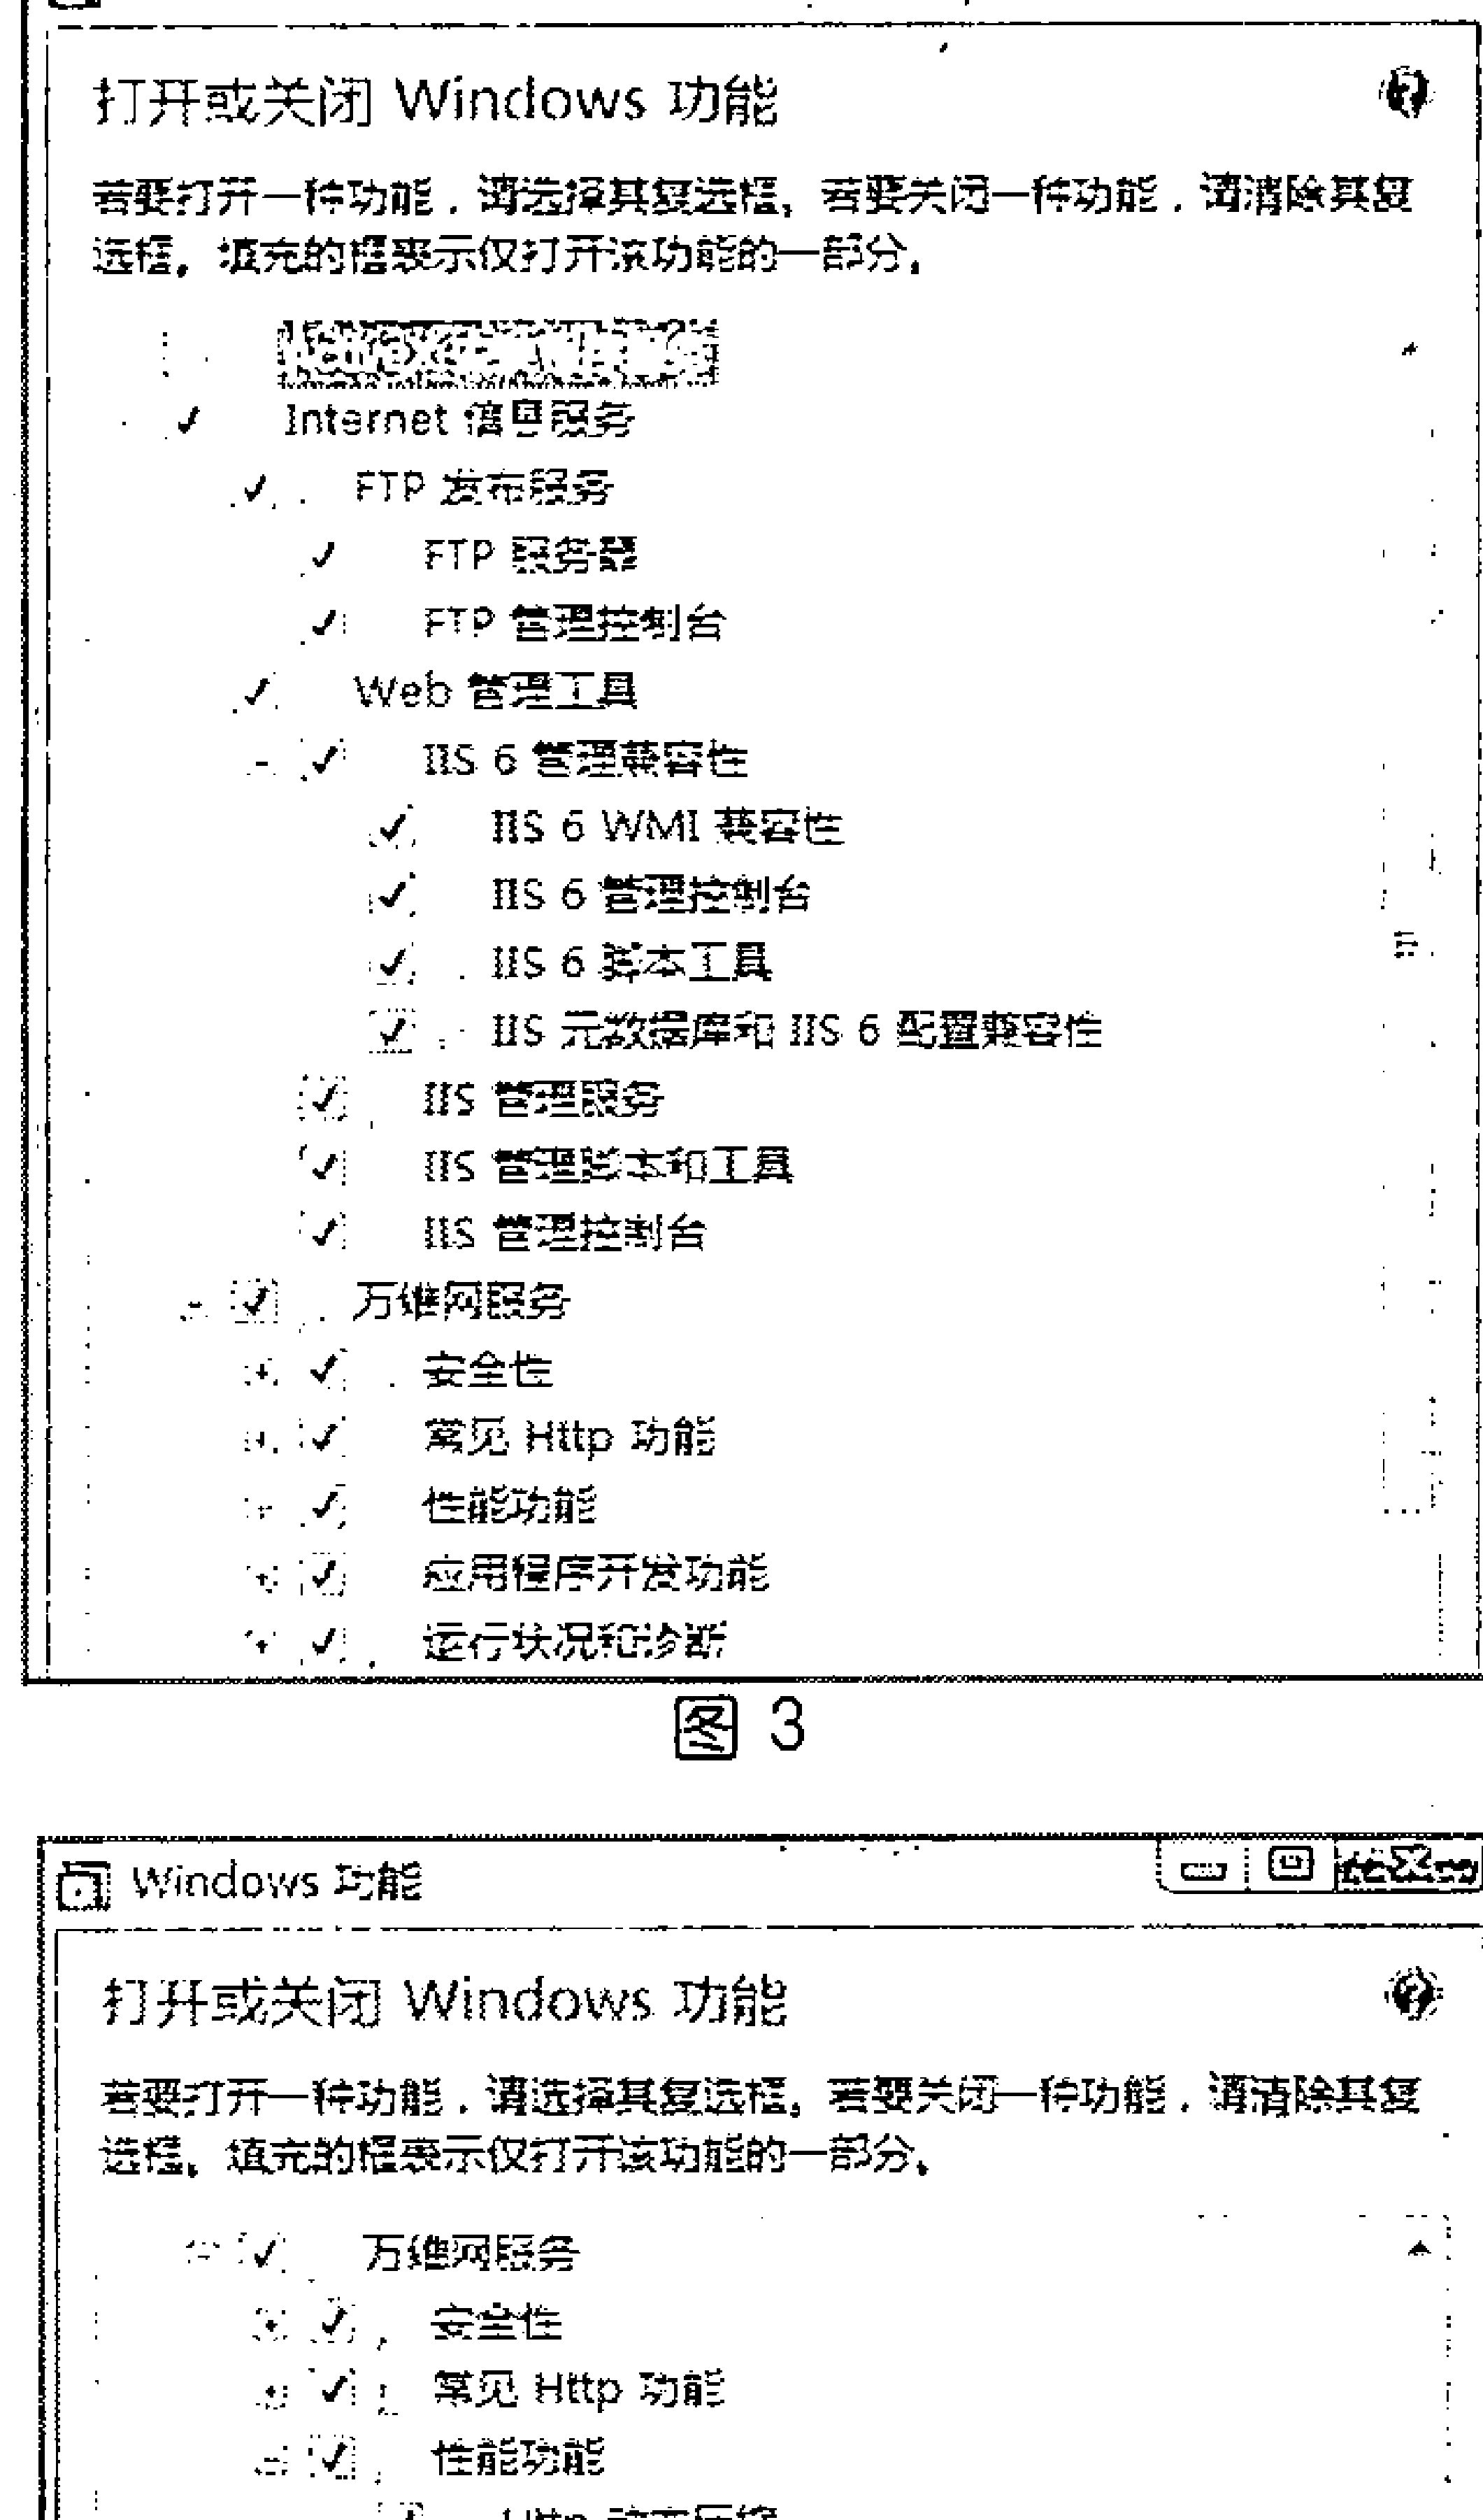 打开或关闭 Windows 功能
若要打开一种功能，请选择其复选框。若要关闭一种功能，请清除其复
选框。填充的框表示仅打开该功能的一部分。
Internet 信息服务
FTP 发布服务
FTP 服务器
FTP 管理控制台
Web 管理工具
IIS 6 管理兼容性
IIS 6 WMI 兼容性
IIS 6 管理控制台
IIS 6 脚本工具
IIS 元数据库和 IIS 6 配置兼容性
IIS 管理服务
IIS 管理脚本和工具
IIS 管理控制台
万维网服务
安全性
常见 Http 功能
性能功能
应用程序开发功能
运行状况和诊断
图 3
Windows 功能
打开或关闭 Windows 功能
若要打开一种功能，请选择其复选框。若要关闭一种功能，请清除其复
选框。填充的框表示仅打开该功能的一部分。
万维网服务
安全性
常见 Http 功能
性能功能